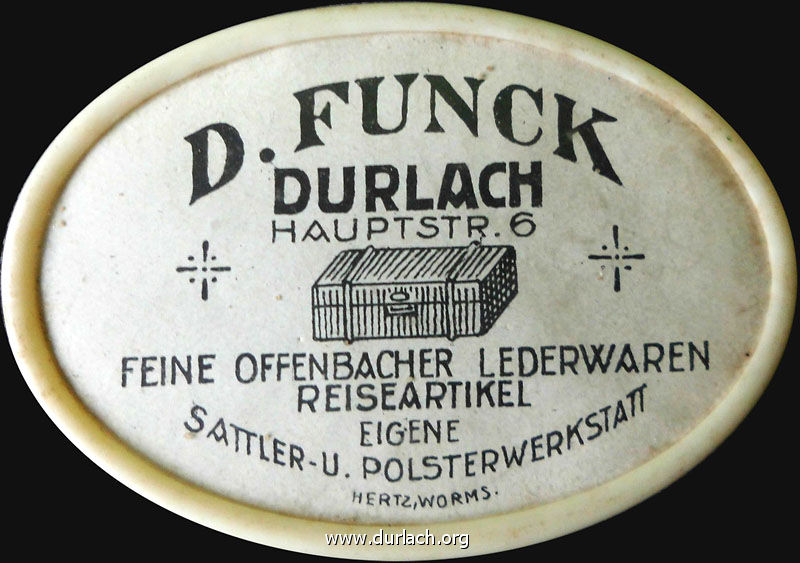 D. FUNCK
DURLACH
HAUPTSTR. 6
FEINE OFFENBACHER LEDERWAREN
REISEARTIKEL
EIGENE
SATTLER-U. POLSTERWERKSTATT
HERTZ, WORMS.
www.durlach.org